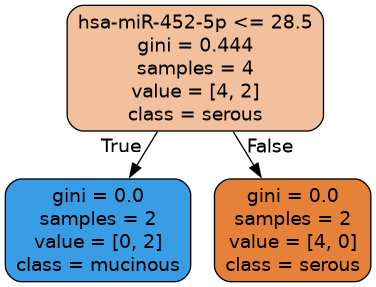 hsa-miR-452-5p <= 28.5
gini = 0.444
samples = 4
value = [4, 2]
class = serous
True
False
gini = 0.0
samples = 2
value = [0, 2]
class = mucinous
gini = 0.0
samples = 2
value = [4, 0]
class = serous